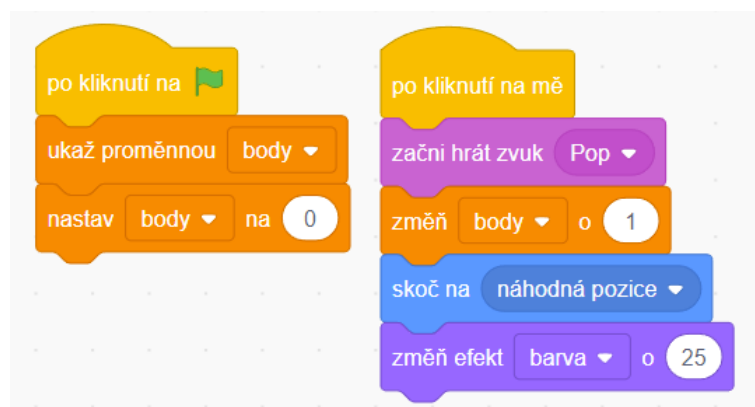 po kliknutí na
ukaž proměnnou body
nastav body na 0
po kliknutí na mě
začni hrát zvuk Pop
změň body o 1
skoč na náhodná pozice
změň efekt barva o 25